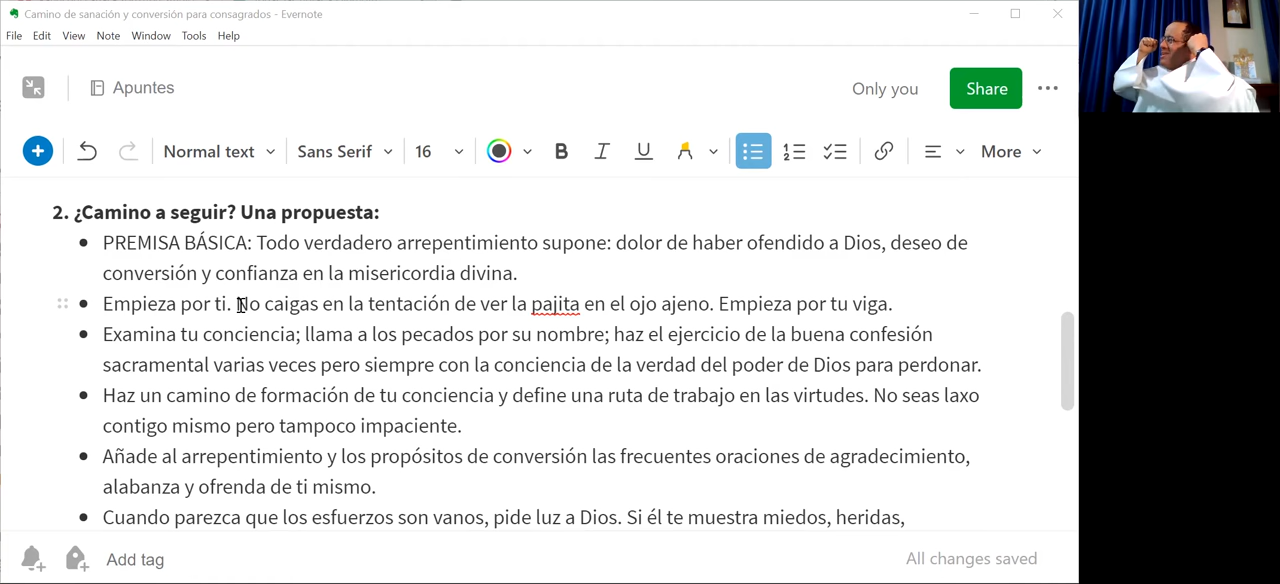 Camino de sanación y conversión para consagrados - Evernote
File Edit View Note Window Tools Help
Apuntes
Only you
Share
Normal text
Sans Serif
16
B I U
More
2. ¿Camino a seguir? Una propuesta:
PREMISA BÁSICA: Todo verdadero arrepentimiento supone: dolor de haber ofendido a Dios, deseo de
conversión y confianza en la misericordia divina.
Empieza por ti. No caigas en la tentación de ver la pajita en el ojo ajeno. Empieza por tu viga.
Examina tu conciencia; llama a los pecados por su nombre; haz el ejercicio de la buena confesión
sacramental varias veces pero siempre con la conciencia de la verdad del poder de Dios para perdonar.
Haz un camino de formación de tu conciencia y define una ruta de trabajo en las virtudes. No seas laxo
contigo mismo pero tampoco impaciente.
Añade al arrepentimiento y los propósitos de conversión las frecuentes oraciones de agradecimiento,
alabanza y ofrenda de ti mismo.
Cuando parezca que los esfuerzos son vanos, pide luz a Dios. Si él te muestra miedos, heridas,
Add tag
All changes saved